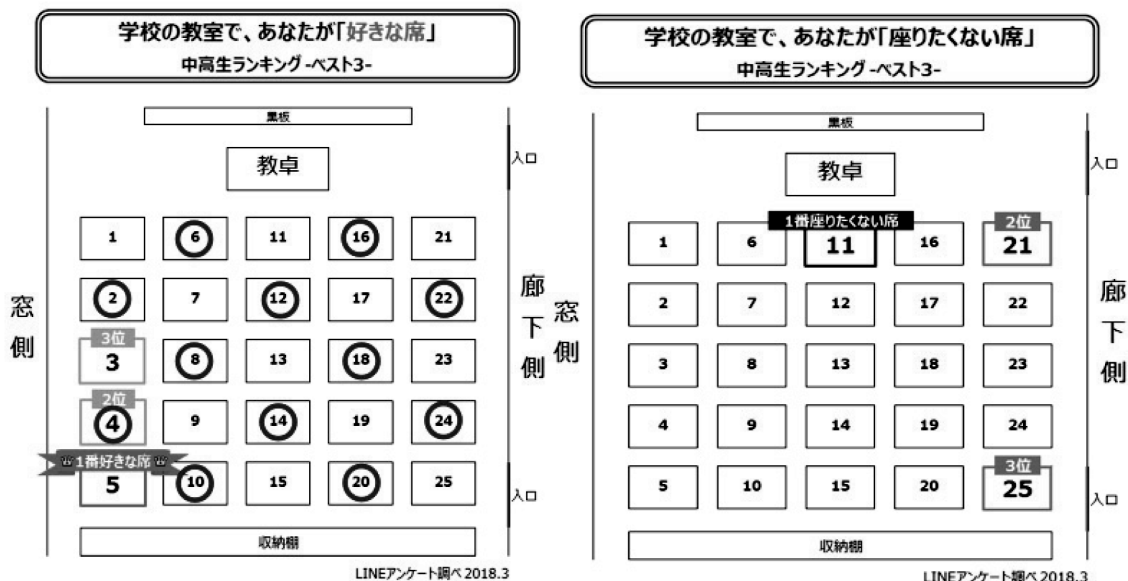 学校の教室で、あなたが「好きな席」
中高生ランキング-ベスト3-
黒板
教卓
入口
1 6 11 16 21
2 7 12 17 22
3位
3 8 13 18 23
2位
4 9 14 19 24
1番好きな席
5 10 15 20 25
窓側
廊下側
入口
収納棚
LINEアンケート調べ 2018.3
学校の教室で、あなたが「座りたくない席」
中高生ランキング-ベスト3-
黒板
教卓
入口
1番座りたくない席 2位
1 6 11 16 21
2 7 12 17 22
3 8 13 18 23
4 9 14 19 24
3位
5 10 15 20 25
窓側
廊下側
入口
収納棚
LINEアンケート調べ 2018.3